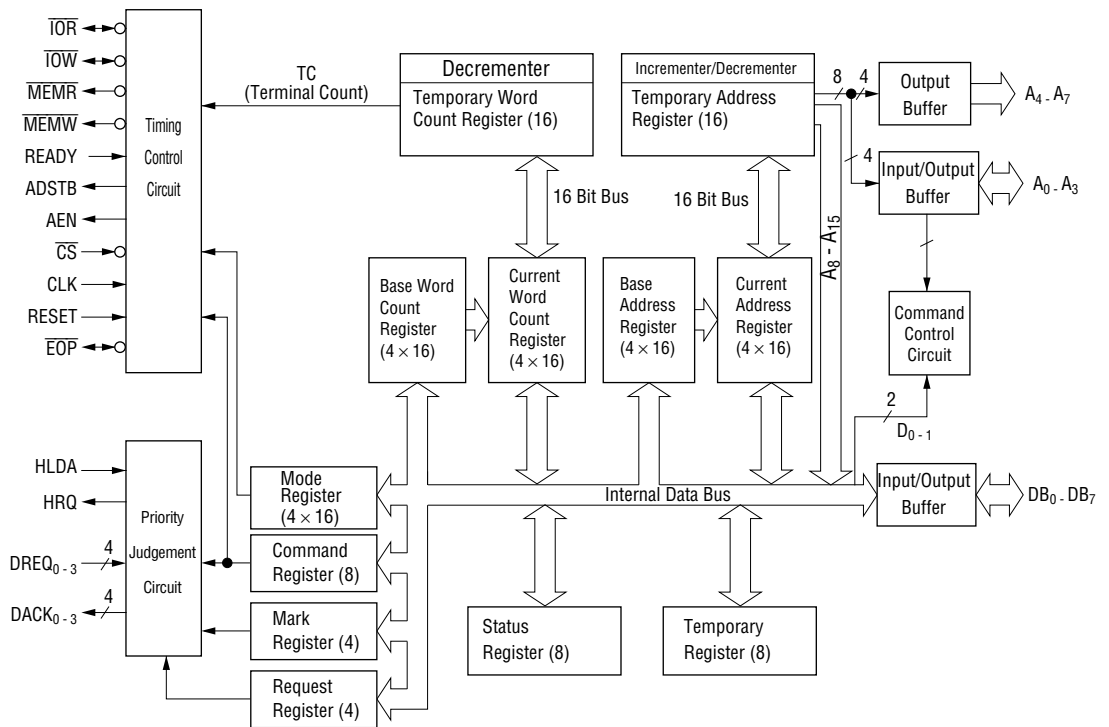 IOR
IOW
MEMR
MEMW
READY
ADSTB
AEN
CS
CLK
RESET
EOP
Timing
Control
Circuit
TC
(Terminal Count)
Decrementer
Temporary Word
Count Register (16)
Incrementer/Decrementer
Temporary Address
Register (16)
8
4
Output
Buffer
A4 - A7
4
Input/Output
Buffer
A0 - A3
16 Bit Bus
16 Bit Bus
A8 - A15
Base Word
Count
Register
(4 × 16)
Current
Word
Count
Register
(4 × 16)
Base
Address
Register
(4 × 16)
Current
Address
Register
(4 × 16)
Command
Control
Circuit
2
D0 - 1
HLDA
HRQ
DREQ0 - 3
4
DACK0 - 3
4
Priority
Judgement
Circuit
Mode
Register
(4 × 16)
Command
Register (8)
Mark
Register (4)
Request
Register (4)
Internal Data Bus
Input/Output
Buffer
DB0 - DB7
Status
Register (8)
Temporary
Register (8)